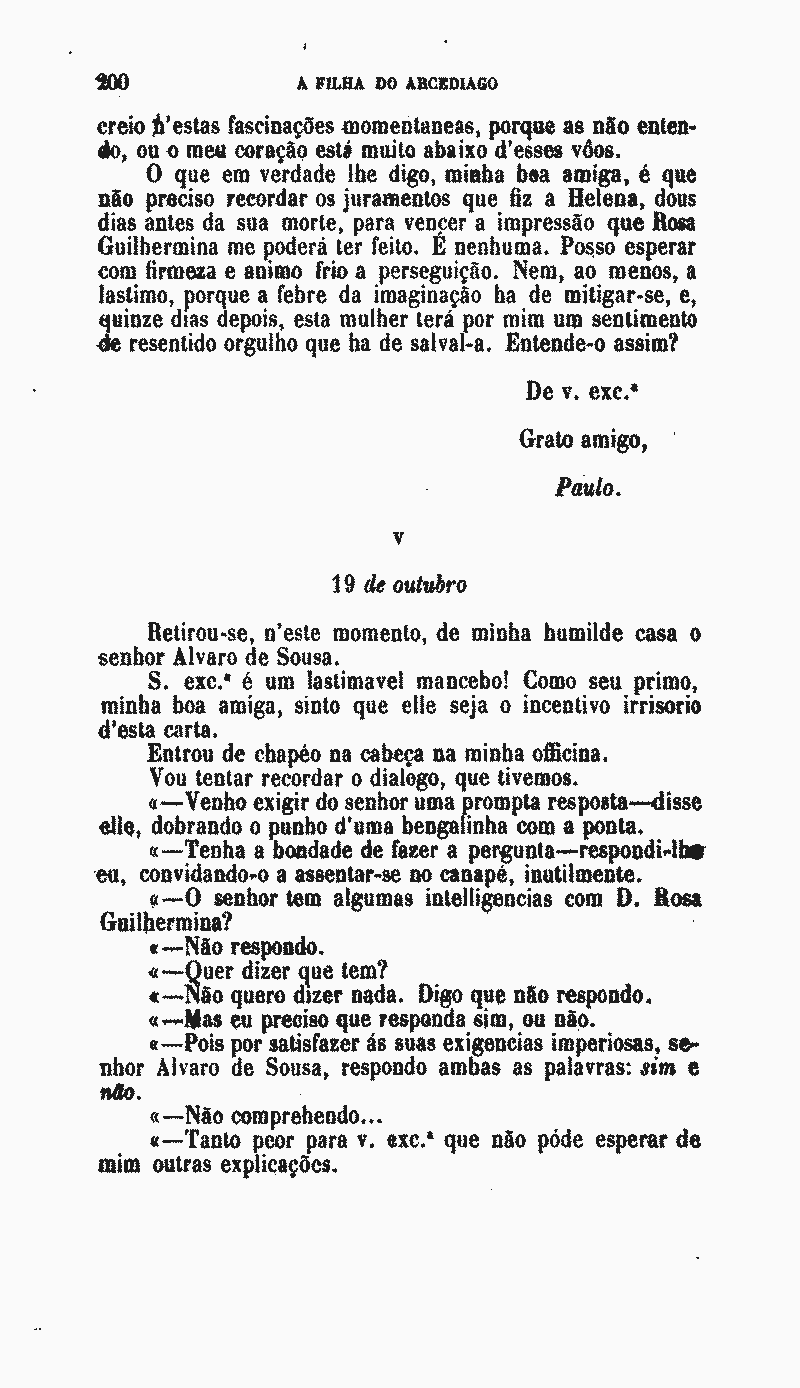 200 A FILHA DO ARCEDIAGO
creio n'estas fascinações momentaneas, porque as não enten-
do, ou o meu coração está muito abaixo d'esses vôos.
O que em verdade lhe digo, minha boa amiga, é que
não preciso recordar os juramentos que fiz a Helena, dous
dias antes da sua morte, para vencer a impressão que Rosa
Guilhermina me poderá ter feito. É nenhuma. Posso esperar
com firmeza e animo frio a perseguição. Nem, ao menos, a
lastimo, porque a febre da imaginação ha de mitigar-se, e,
quinze dias depois, esta mulher terá por mim um sentimento
de resentido orgulho que ha de salval-a. Entende-o assim?
De v. exc.ª
Grato amigo,
Paulo.
V
19 de outubro
Retirou-se, n'este momento, de minha humilde casa o
senhor Alvaro de Sousa.
S. exc.ª é um lastimavel mancebo! Como seu primo,
minha boa amiga, sinto que elle seja o incentivo irrisorio
d'esta carta.
Entrou de chapéo na cabeça na minha officina.
Vou tentar recordar o dialogo, que tivemos.
«—Venho exigir do senhor uma prompta resposta—disse
elle, dobrando o punho d'uma bengalinha com a ponta.
«—Tenha a bondade de fazer a pergunta—respondi-lhe
eu, convidando-o a assentar-se no canapé, inutilmente.
«—O senhor tem algumas intelligencias com D. Rosa
Guilhermina?
«—Não respondo.
«—Quer dizer que tem?
«—Não quero dizer nada. Digo que não respondo.
«—Mas eu preciso que responda sim, ou não.
«—Pois por satisfazer ás suas exigencias imperiosas, se-
nhor Alvaro de Sousa, respondo ambas as palavras: sim e
não.
«—Não comprehendo...
«—Tanto peor para v. exc.ª que não póde esperar de
mim outras explicações.